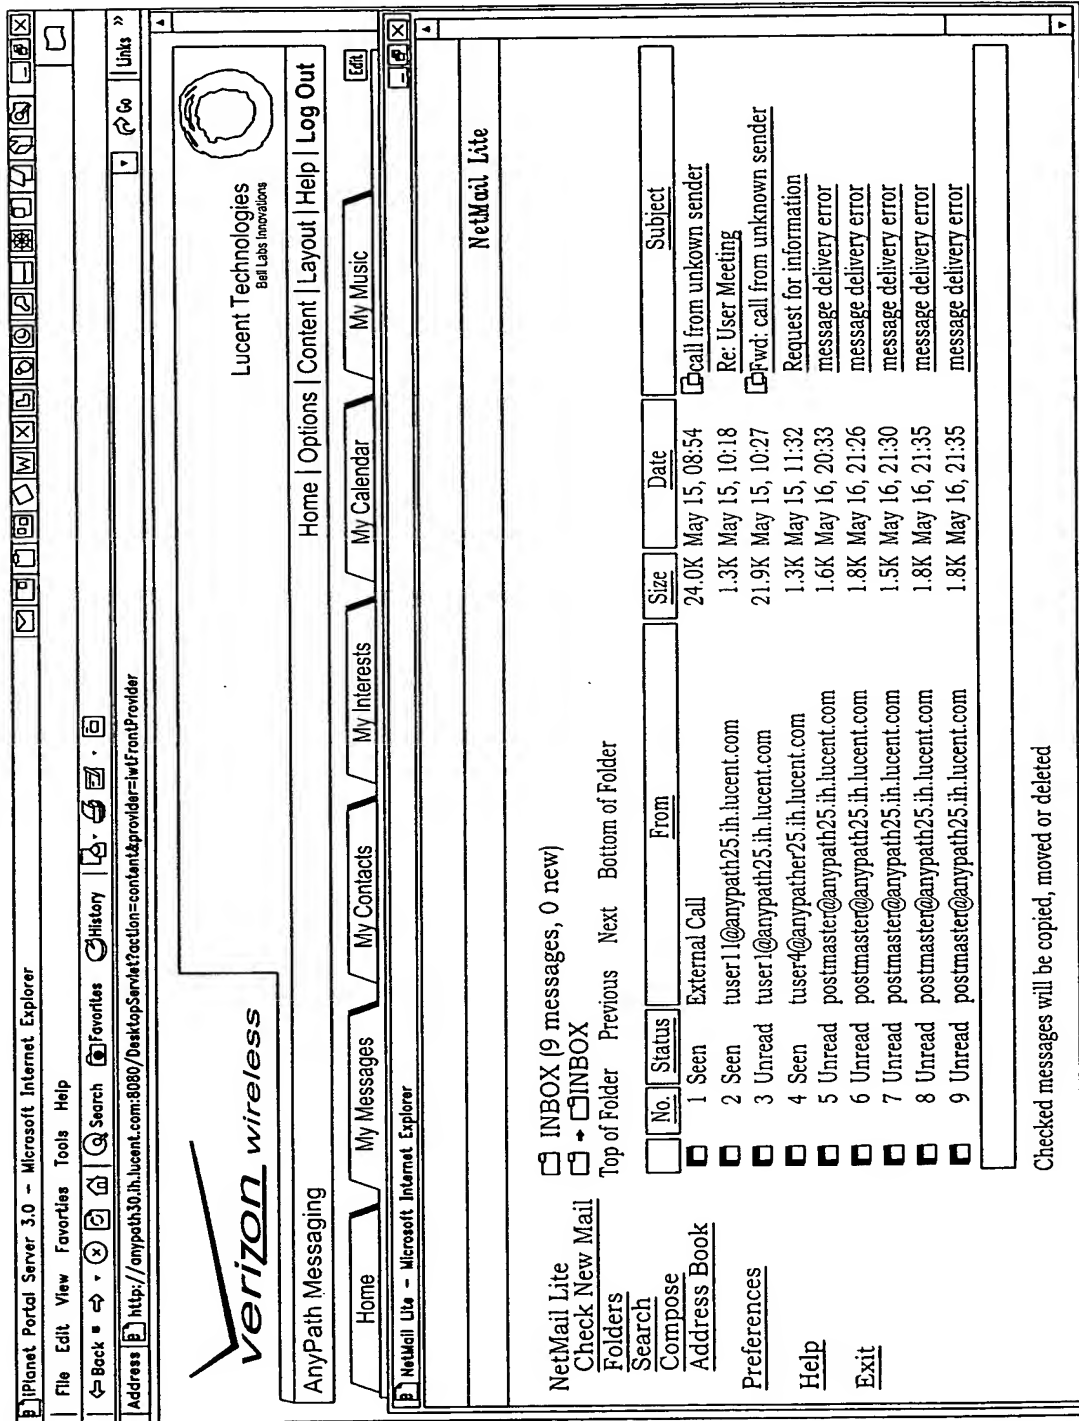 iPlanet Portal Server 3.0 – Microsoft Internet Explorer
File Edit View Favorties Tools Help
Back Search Favorites History
Address http://anypath30.ih.lucent.com:8080/DesktopServlet?action=content&provider=iwtFrontProvider Go Links »
verizon wireless
Lucent Technologies
Bell Labs Innovations
AnyPath Messaging Home | Options | Content | Layout | Help | Log Out
Home My Messages My Contacts My Interests My Calendar My Music Edit
NetMail Lite – Microsoft Internet Explorer
NetMail Lite
NetMail Lite
Check New Mail
Folders
Search
Compose
Address Book
Preferences
Help
Exit
INBOX (9 messages, 0 new)
INBOX
Top of Folder Previous Next Bottom of Folder
No. Status From Size Date Subject
1 Seen External Call 24.0K May 15, 08:54 call from unkown sender
2 Seen tuser11@anypath25.ih.lucent.com 1.3K May 15, 10:18 Re: User Meeting
3 Unread tuser1@anypath25.ih.lucent.com 21.9K May 15, 10:27 Fwd: call from unknown sender
4 Seen tuser4@anypather25.ih.lucent.com 1.3K May 15, 11:32 Request for information
5 Unread postmaster@anypath25.ih.lucent.com 1.6K May 16, 20:33 message delivery error
6 Unread postmaster@anypath25.ih.lucent.com 1.8K May 16, 21:26 message delivery error
7 Unread postmaster@anypath25.ih.lucent.com 1.5K May 16, 21:30 message delivery error
8 Unread postmaster@anypath25.ih.lucent.com 1.8K May 16, 21:35 message delivery error
9 Unread postmaster@anypath25.ih.lucent.com 1.8K May 16, 21:35 message delivery error
Checked messages will be copied, moved or deleted